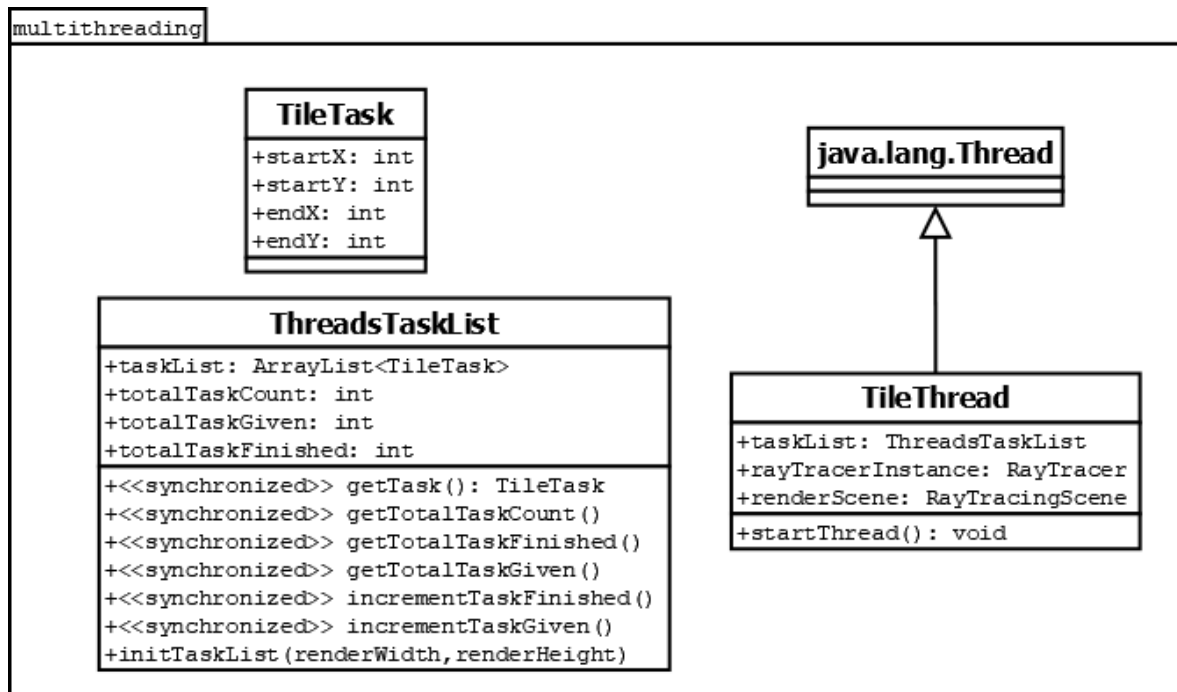 multithreading
TileTask
+startX: int
+startY: int
+endX: int
+endY: int
java.lang.Thread
ThreadsTaskList
+taskList: ArrayList<TileTask>
+totalTaskCount: int
+totalTaskGiven: int
+totalTaskFinished: int
+<<synchronized>> getTask(): TileTask
+<<synchronized>> getTotalTaskCount()
+<<synchronized>> getTotalTaskFinished()
+<<synchronized>> getTotalTaskGiven()
+<<synchronized>> incrementTaskFinished()
+<<synchronized>> incrementTaskGiven()
+initTaskList(renderWidth,renderHeight)
TileThread
+taskList: ThreadsTaskList
+rayTracerInstance: RayTracer
+renderScene: RayTracingScene
+startThread(): void